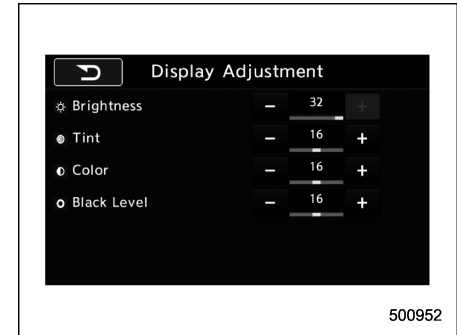 Display Adjustment
Brightness - 32 +
Tint - 16 +
Color - 16 +
Black Level - 16 +
500952